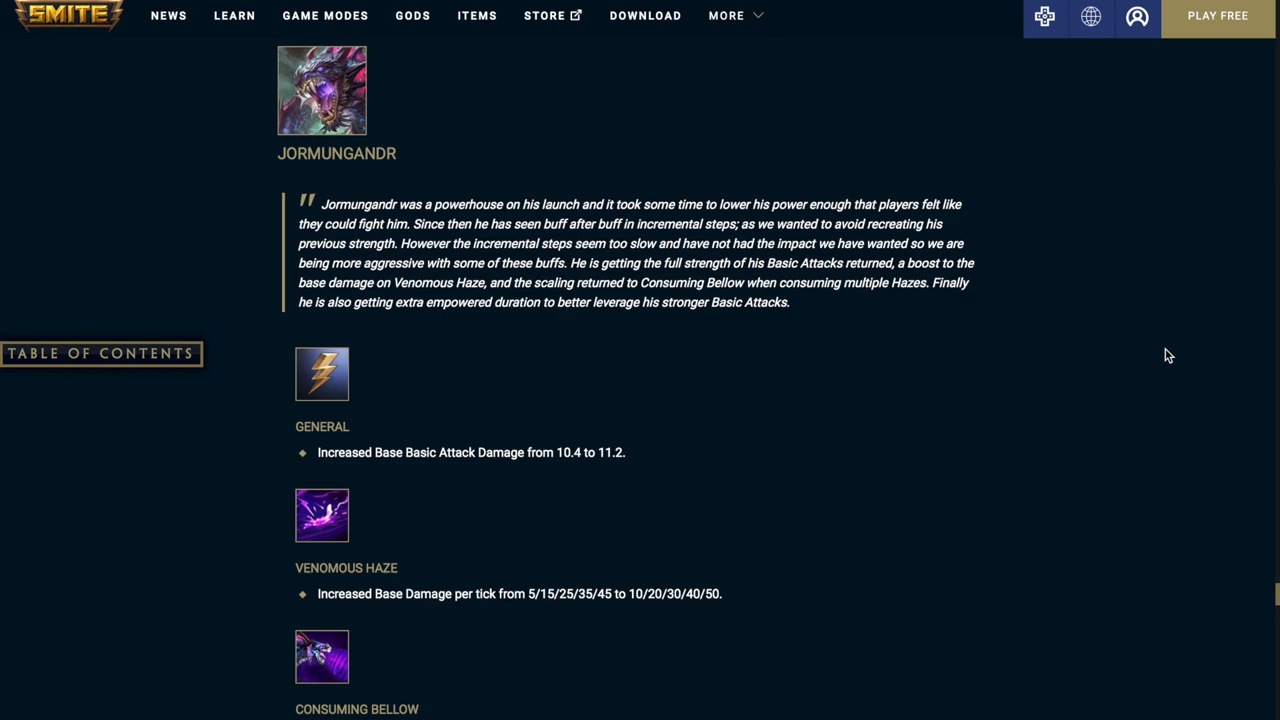 SMITE
NEWS
LEARN
GAME MODES
GODS
ITEMS
STORE
DOWNLOAD
MORE
PLAY FREE
JORMUNGANDR
" Jormungandr was a powerhouse on his launch and it took some time to lower his power enough that players felt like
they could fight him. Since then he has seen buff after buff in incremental steps; as we wanted to avoid recreating his
previous strength. However the incremental steps seem too slow and have not had the impact we have wanted so we are
being more aggressive with some of these buffs. He is getting the full strength of his Basic Attacks returned, a boost to the
base damage on Venomous Haze, and the scaling returned to Consuming Bellow when consuming multiple Hazes. Finally
he is also getting extra empowered duration to better leverage his stronger Basic Attacks.
TABLE OF CONTENTS
GENERAL
Increased Base Basic Attack Damage from 10.4 to 11.2.
VENOMOUS HAZE
Increased Base Damage per tick from 5/15/25/35/45 to 10/20/30/40/50.
CONSUMING BELLOW